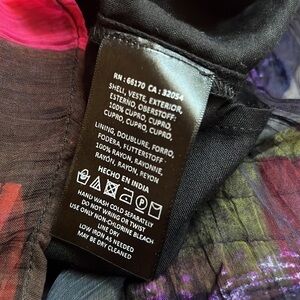 RN : 66170 CA : 32054
SHELL, VESTE, EXTERIOR,
ESTERNO, OBERSTOFF:
100% CUPRO, CUPRO,
CUPRO, CUPRO, CUPRO
LINING, DOUBLURE, FORRO,
FODERA, FUTTERSTOFF:
100% RAYON, RAYONNE,
RAYÓN, RAYON, REYON
HECHO EN INDIA
HAND WASH COLD SEPARATELY
DO NOT WRING OR TWIST
USE ONLY NON-CHLORINE BLEACH
LINE DRY
LOW IRON AS NEEDED
MAY BE DRY CLEANED